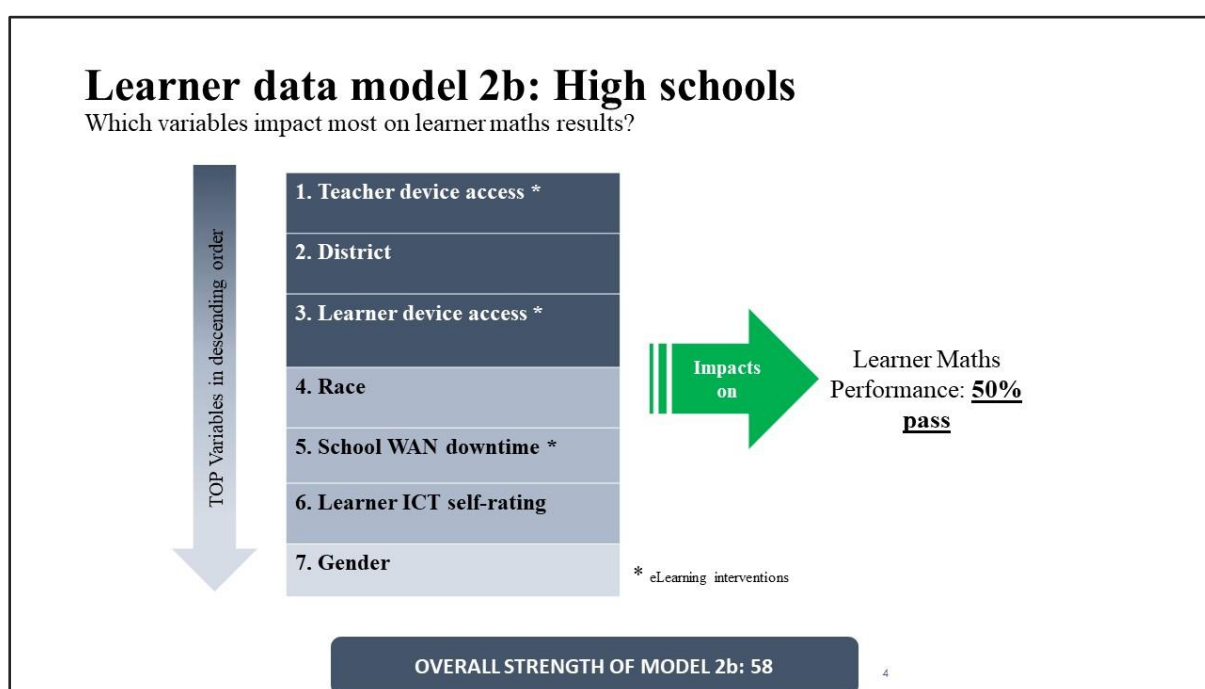 Learner data model 2b: High schools
Which variables impact most on learner maths results?
TOP Variables in descending order
1. Teacher device access *
2. District
3. Learner device access *
4. Race
5. School WAN downtime *
6. Learner ICT self-rating
7. Gender
Impacts
on
Learner Maths
Performance: 50%
pass
* eLearning interventions
OVERALL STRENGTH OF MODEL 2b: 58
4